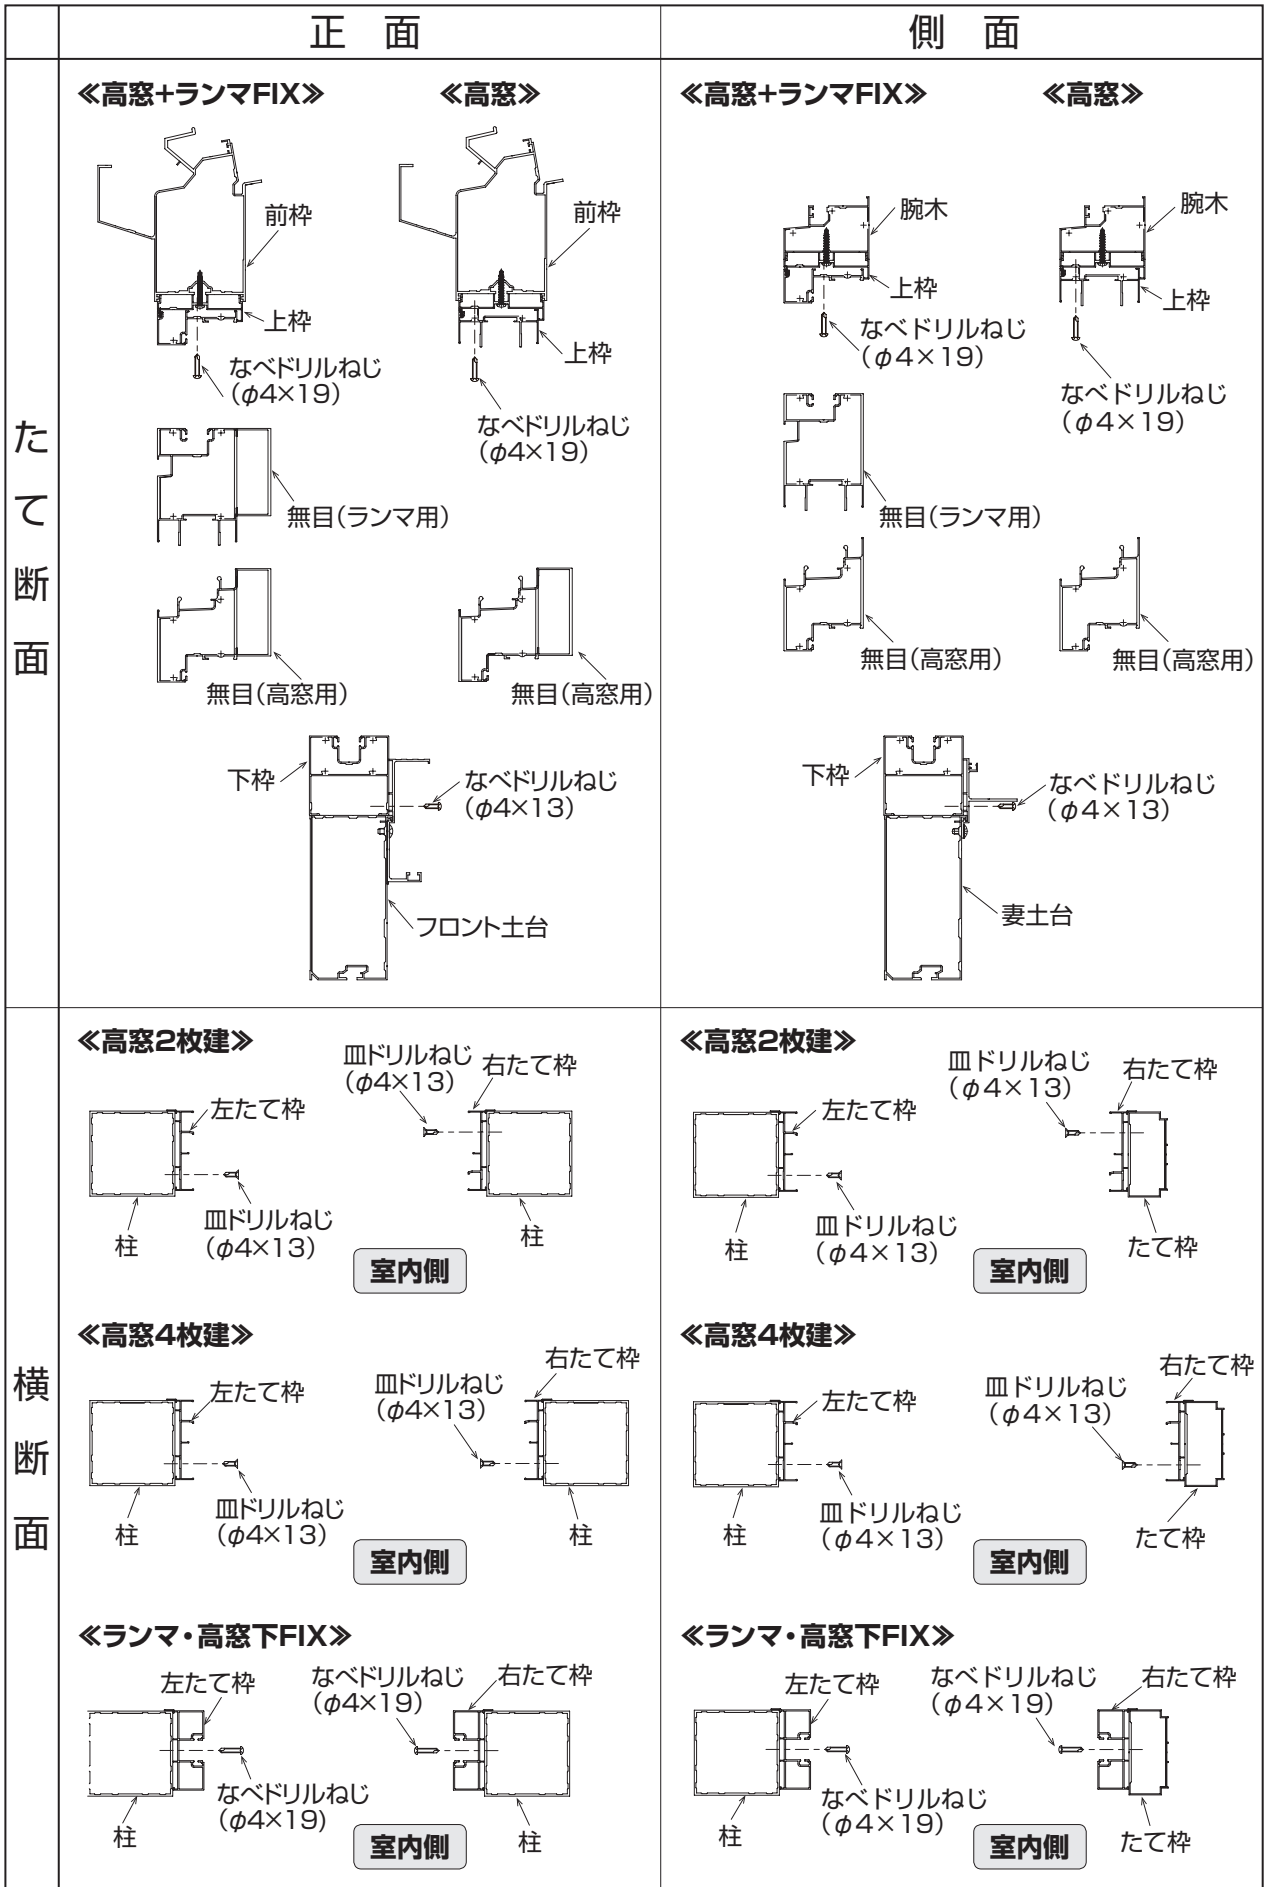 正 面
側 面
たて断面
≪高窓+ランマFIX≫
≪高窓≫
前枠
前枠
上枠
上枠
なべドリルねじ
(φ4×19)
なべドリルねじ
(φ4×19)
無目(ランマ用)
無目(高窓用)
無目(高窓用)
下枠
なべドリルねじ
(φ4×13)
フロント土台
≪高窓+ランマFIX≫
≪高窓≫
腕木
腕木
上枠
上枠
なべドリルねじ
(φ4×19)
なべドリルねじ
(φ4×19)
無目(ランマ用)
無目(高窓用)
無目(高窓用)
下枠
なべドリルねじ
(φ4×13)
妻土台
横断面
≪高窓2枚建≫
皿ドリルねじ
(φ4×13)
右たて枠
左たて枠
皿ドリルねじ
(φ4×13)
柱
柱
室内側
≪高窓4枚建≫
右たて枠
皿ドリルねじ
(φ4×13)
左たて枠
皿ドリルねじ
(φ4×13)
柱
柱
室内側
≪ランマ・高窓下FIX≫
左たて枠
なべドリルねじ
(φ4×19)
右たて枠
なべドリルねじ
(φ4×19)
柱
柱
室内側
≪高窓2枚建≫
皿ドリルねじ
(φ4×13)
右たて枠
左たて枠
皿ドリルねじ
(φ4×13)
柱
たて枠
室内側
≪高窓4枚建≫
右たて枠
皿ドリルねじ
(φ4×13)
左たて枠
皿ドリルねじ
(φ4×13)
柱
たて枠
室内側
≪ランマ・高窓下FIX≫
左たて枠
なべドリルねじ
(φ4×19)
右たて枠
なべドリルねじ
(φ4×19)
柱
たて枠
室内側